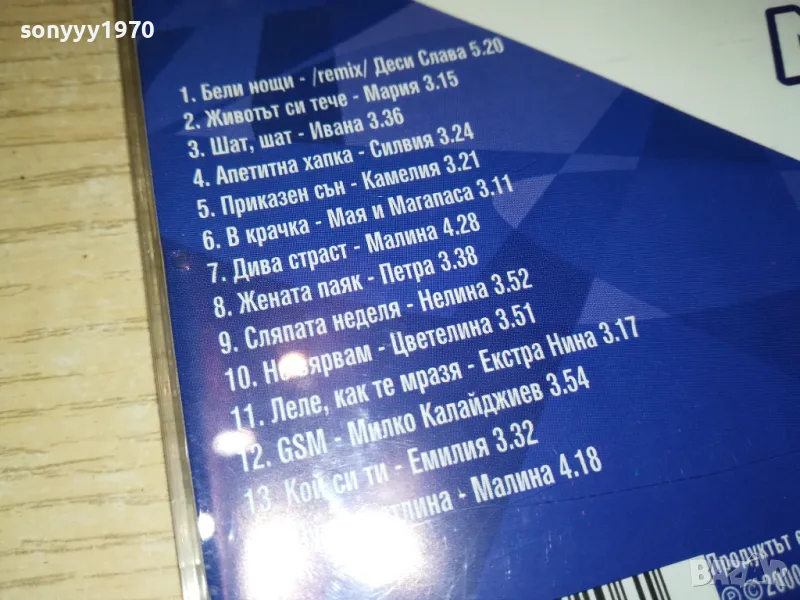 sonyyy1970
1. Бели нощи - /remix/ Деси Слава 5.20
2. Животът си тече - Мария 3.15
3. Шат, шат - Ивана 3.36
4. Апетитна хапка - Силвия 3.24
5. Приказен сън - Камелия 3.21
6. В крачка - Мая и Магапаса 3.11
7. Дива страст - Малина 4.28
8. Жената паяк - Петра 3.38
9. Сляпата неделя - Нелина 3.52
10. Не вярвам - Цветелина 3.51
11. Леле, как те мразя - Екстра Нина 3.17
12. GSM - Милко Калайджиев 3.54
13. Кой си ти - Емилия 3.32
- Малина 4.18
Продуктът
℗© 2000
Bazar